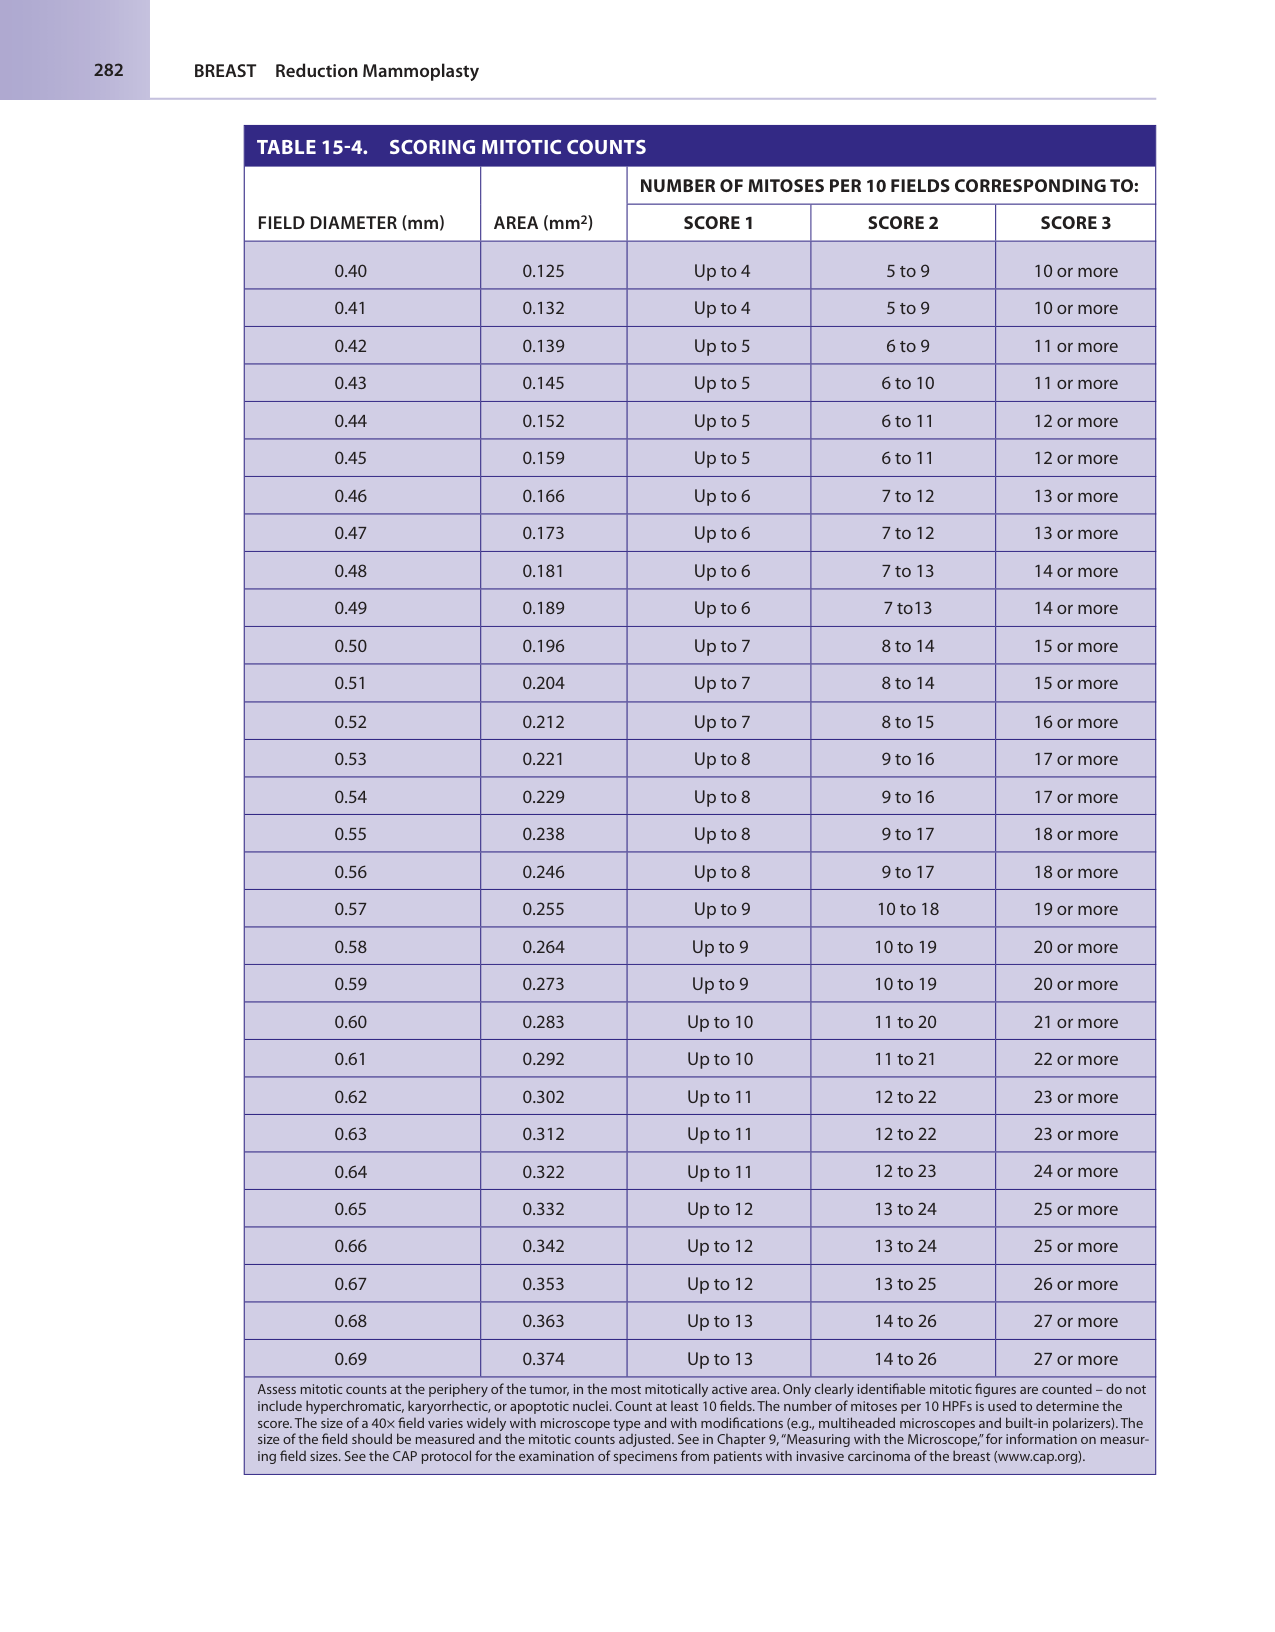 282
BREAST Reduction Mammoplasty
TABLE 15-4. SCORING MITOTIC COUNTS
NUMBER OF MITOSES PER 10 FIELDS CORRESPONDING TO:
FIELD DIAMETER (mm) AREA (mm²) SCORE 1 SCORE 2 SCORE 3
0.40 0.125 Up to 4 5 to 9 10 or more
0.41 0.132 Up to 4 5 to 9 10 or more
0.42 0.139 Up to 5 6 to 9 11 or more
0.43 0.145 Up to 5 6 to 10 11 or more
0.44 0.152 Up to 5 6 to 11 12 or more
0.45 0.159 Up to 5 6 to 11 12 or more
0.46 0.166 Up to 6 7 to 12 13 or more
0.47 0.173 Up to 6 7 to 12 13 or more
0.48 0.181 Up to 6 7 to 13 14 or more
0.49 0.189 Up to 6 7 to13 14 or more
0.50 0.196 Up to 7 8 to 14 15 or more
0.51 0.204 Up to 7 8 to 14 15 or more
0.52 0.212 Up to 7 8 to 15 16 or more
0.53 0.221 Up to 8 9 to 16 17 or more
0.54 0.229 Up to 8 9 to 16 17 or more
0.55 0.238 Up to 8 9 to 17 18 or more
0.56 0.246 Up to 8 9 to 17 18 or more
0.57 0.255 Up to 9 10 to 18 19 or more
0.58 0.264 Up to 9 10 to 19 20 or more
0.59 0.273 Up to 9 10 to 19 20 or more
0.60 0.283 Up to 10 11 to 20 21 or more
0.61 0.292 Up to 10 11 to 21 22 or more
0.62 0.302 Up to 11 12 to 22 23 or more
0.63 0.312 Up to 11 12 to 22 23 or more
0.64 0.322 Up to 11 12 to 23 24 or more
0.65 0.332 Up to 12 13 to 24 25 or more
0.66 0.342 Up to 12 13 to 24 25 or more
0.67 0.353 Up to 12 13 to 25 26 or more
0.68 0.363 Up to 13 14 to 26 27 or more
0.69 0.374 Up to 13 14 to 26 27 or more
Assess mitotic counts at the periphery of the tumor, in the most mitotically active area. Only clearly identifiable mitotic figures are counted – do not
include hyperchromatic, karyorrhectic, or apoptotic nuclei. Count at least 10 fields. The number of mitoses per 10 HPFs is used to determine the
score. The size of a 40× field varies widely with microscope type and with modifications (e.g., multiheaded microscopes and built-in polarizers). The
size of the field should be measured and the mitotic counts adjusted. See in Chapter 9, “Measuring with the Microscope,” for information on measur-
ing field sizes. See the CAP protocol for the examination of specimens from patients with invasive carcinoma of the breast (www.cap.org).